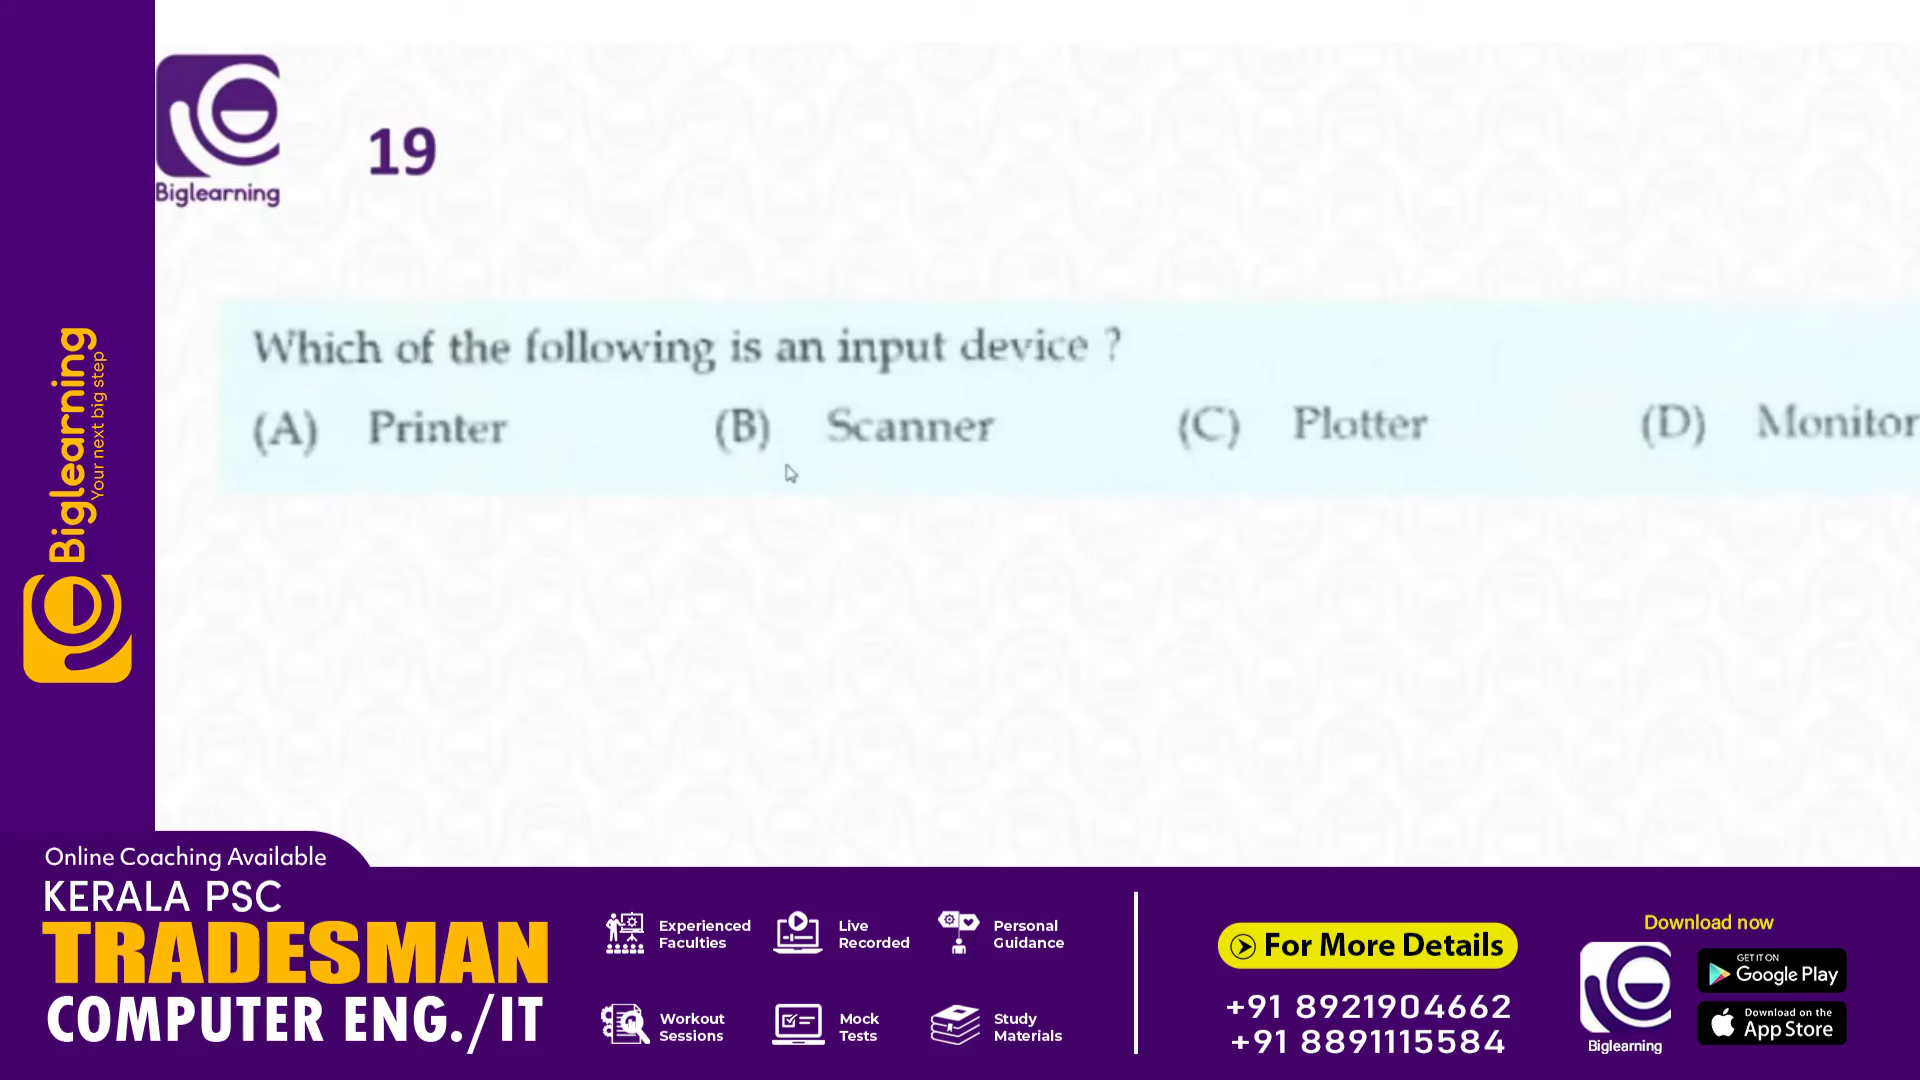 Biglearning
19
Which of the following is an input device ?
(A) Printer (B) Scanner (C) Plotter (D) Monitor
Biglearning
Your next big step
Online Coaching Available
KERALA PSC
TRADESMAN
COMPUTER ENG./IT
Experienced
Faculties
Live
Recorded
Personal
Guidance
Workout
Sessions
Mock
Tests
Study
Materials
For More Details
+91 8921904662
+91 8891115584
Download now
Biglearning
GET IT ON
Google Play
Download on the
App Store